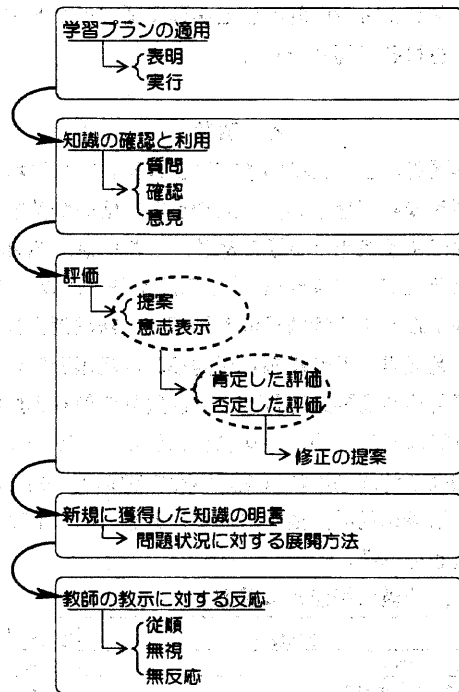 学習プランの適用
表明
実行
知識の確認と利用
質問
確認
意見
評価
提案
意志表示
肯定した評価
否定した評価
修正の提案
新規に獲得した知識の明言
問題状況に対する展開方法
教師の教示に対する反応
従順
無視
無反応